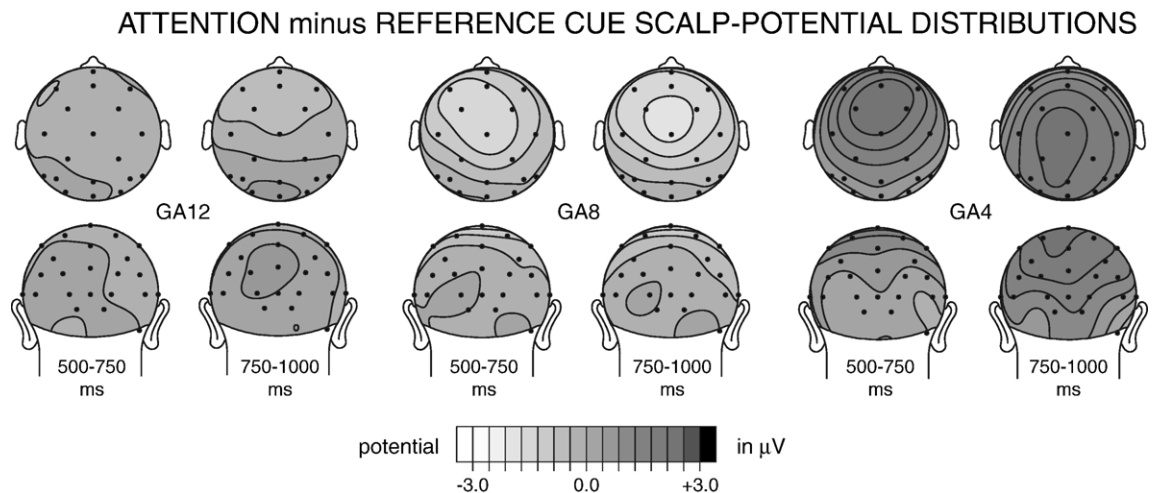 ATTENTION minus REFERENCE CUE SCALP-POTENTIAL DISTRIBUTIONS
GA12 GA8 GA4
500-750 750-1000 500-750 750-1000 500-750 750-1000
ms ms ms ms ms ms
potential in μV
-3.0 0.0 +3.0